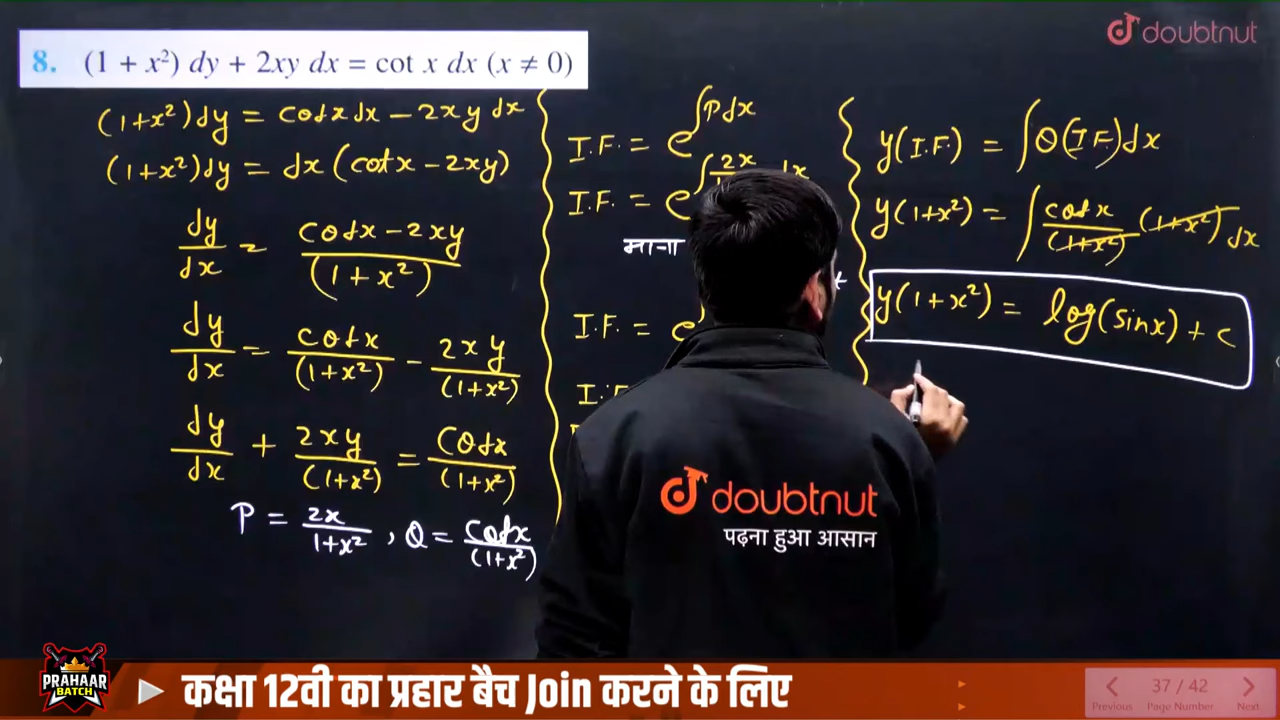 doubtnut
8. (1 + x²) dy + 2xy dx = cot x dx (x ≠ 0)
(1+x²)dy = cotx dx - 2xy dx
(1+x²)dy = dx (cotx - 2xy)
dy/dx = cotx - 2xy/(1+x²)
dy/dx = cotx/(1+x²) - 2xy/(1+x²)
dy/dx + 2xy/(1+x²) = cotx/(1+x²)
P = 2x/1+x² , Q = cotx/(1+x²)
I.F. = e^∫Pdx
I.F. = e^∫2x dx
माना
I.F. = e
I.F
y(I.F) = ∫Q(IF)dx
y(1+x²) = ∫cotx/(1+x²) (1+x²) dx
y(1+x²) = log(sinx) + c
doubtnut
पढ़ना हुआ आसान
PRAHAAR
BATCH
कक्षा 12वी का प्रहार बैच Join करने के लिए
37 / 42
Previous Page Number Next